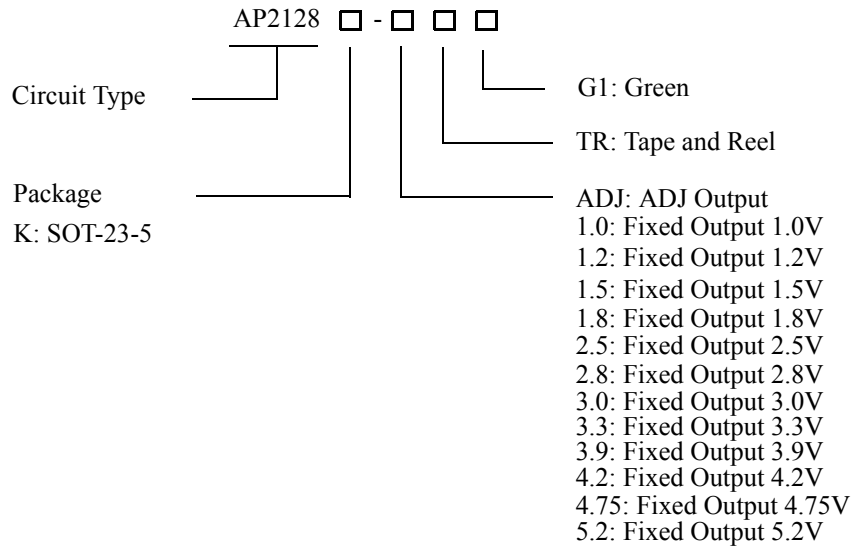 AP2128 -
Circuit Type
G1: Green
TR: Tape and Reel
Package
K: SOT-23-5
ADJ: ADJ Output
1.0: Fixed Output 1.0V
1.2: Fixed Output 1.2V
1.5: Fixed Output 1.5V
1.8: Fixed Output 1.8V
2.5: Fixed Output 2.5V
2.8: Fixed Output 2.8V
3.0: Fixed Output 3.0V
3.3: Fixed Output 3.3V
3.9: Fixed Output 3.9V
4.2: Fixed Output 4.2V
4.75: Fixed Output 4.75V
5.2: Fixed Output 5.2V